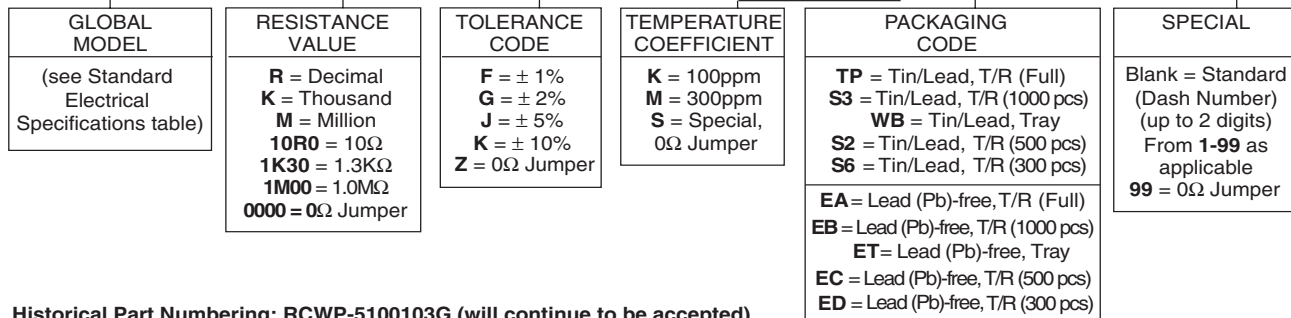 GLOBAL
MODEL
(see Standard
Electrical
Specifications table)
RESISTANCE
VALUE
R = Decimal
K = Thousand
M = Million
10R0 = 10Ω
1K30 = 1.3KΩ
1M00 = 1.0MΩ
0000 = 0Ω Jumper
TOLERANCE
CODE
F = ± 1%
G = ± 2%
J = ± 5%
K = ± 10%
Z = 0Ω Jumper
TEMPERATURE
COEFFICIENT
K = 100ppm
M = 300ppm
S = Special,
0Ω Jumper
PACKAGING
CODE
TP = Tin/Lead, T/R (Full)
S3 = Tin/Lead, T/R (1000 pcs)
WB = Tin/Lead, Tray
S2 = Tin/Lead, T/R (500 pcs)
S6 = Tin/Lead, T/R (300 pcs)
EA = Lead (Pb)-free, T/R (Full)
EB = Lead (Pb)-free, T/R (1000 pcs)
ET = Lead (Pb)-free, Tray
EC = Lead (Pb)-free, T/R (500 pcs)
ED = Lead (Pb)-free, T/R (300 pcs)
SPECIAL
Blank = Standard
(Dash Number)
(up to 2 digits)
From 1-99 as
applicable
99 = 0Ω Jumper
Historical Part Numbering: RCWP-5100103G (will continue to be accepted)